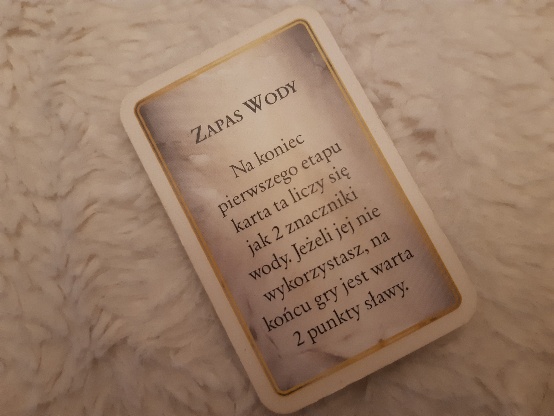 Zapas Wody
Na koniec
pierwszego etapu
karta ta liczy się
jak 2 znaczniki
wody. Jeżeli jej nie
wykorzystasz, na
końcu gry jest warta
2 punkty sławy.